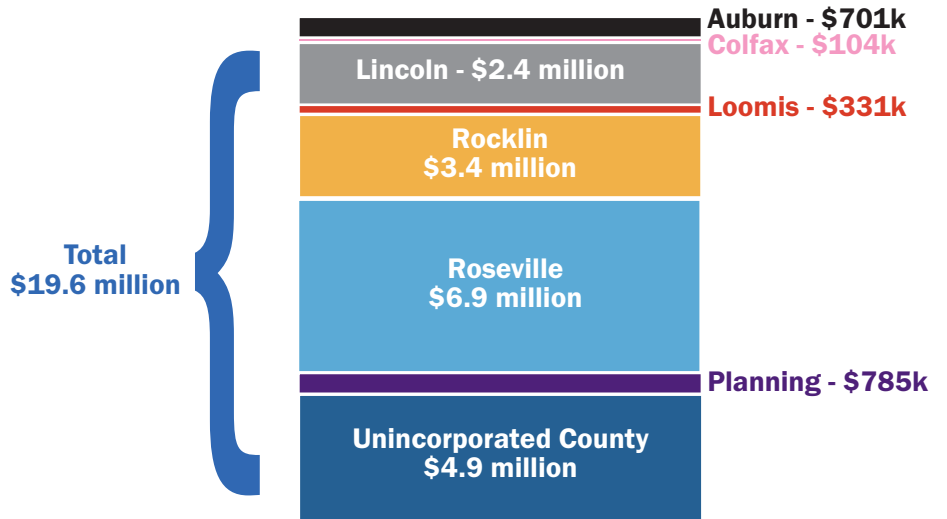 Auburn - $701k
Colfax - $104k
Lincoln - $2.4 million
Loomis - $331k
Rocklin
$3.4 million
Total
$19.6 million
Roseville
$6.9 million
Planning - $785k
Unincorporated County
$4.9 million